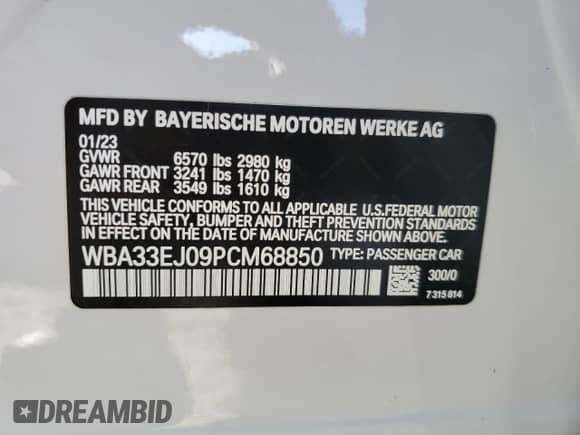 MFD BY BAYERISCHE MOTOREN WERKE AG
01/23
GVWR 6570 lbs 2980 kg
GAWR FRONT 3241 lbs 1470 kg
GAWR REAR 3549 lbs 1610 kg
THIS VEHICLE CONFORMS TO ALL APPLICABLE U.S.FEDERAL MOTOR
VEHICLE SAFETY, BUMPER AND THEFT PREVENTION STANDARDS
IN EFFECT ON THE DATE OF MANUFACTURE SHOWN ABOVE.
WBA33EJ09PCM68850 TYPE: PASSENGER CAR
300/0
7 315 814
DREAMBID